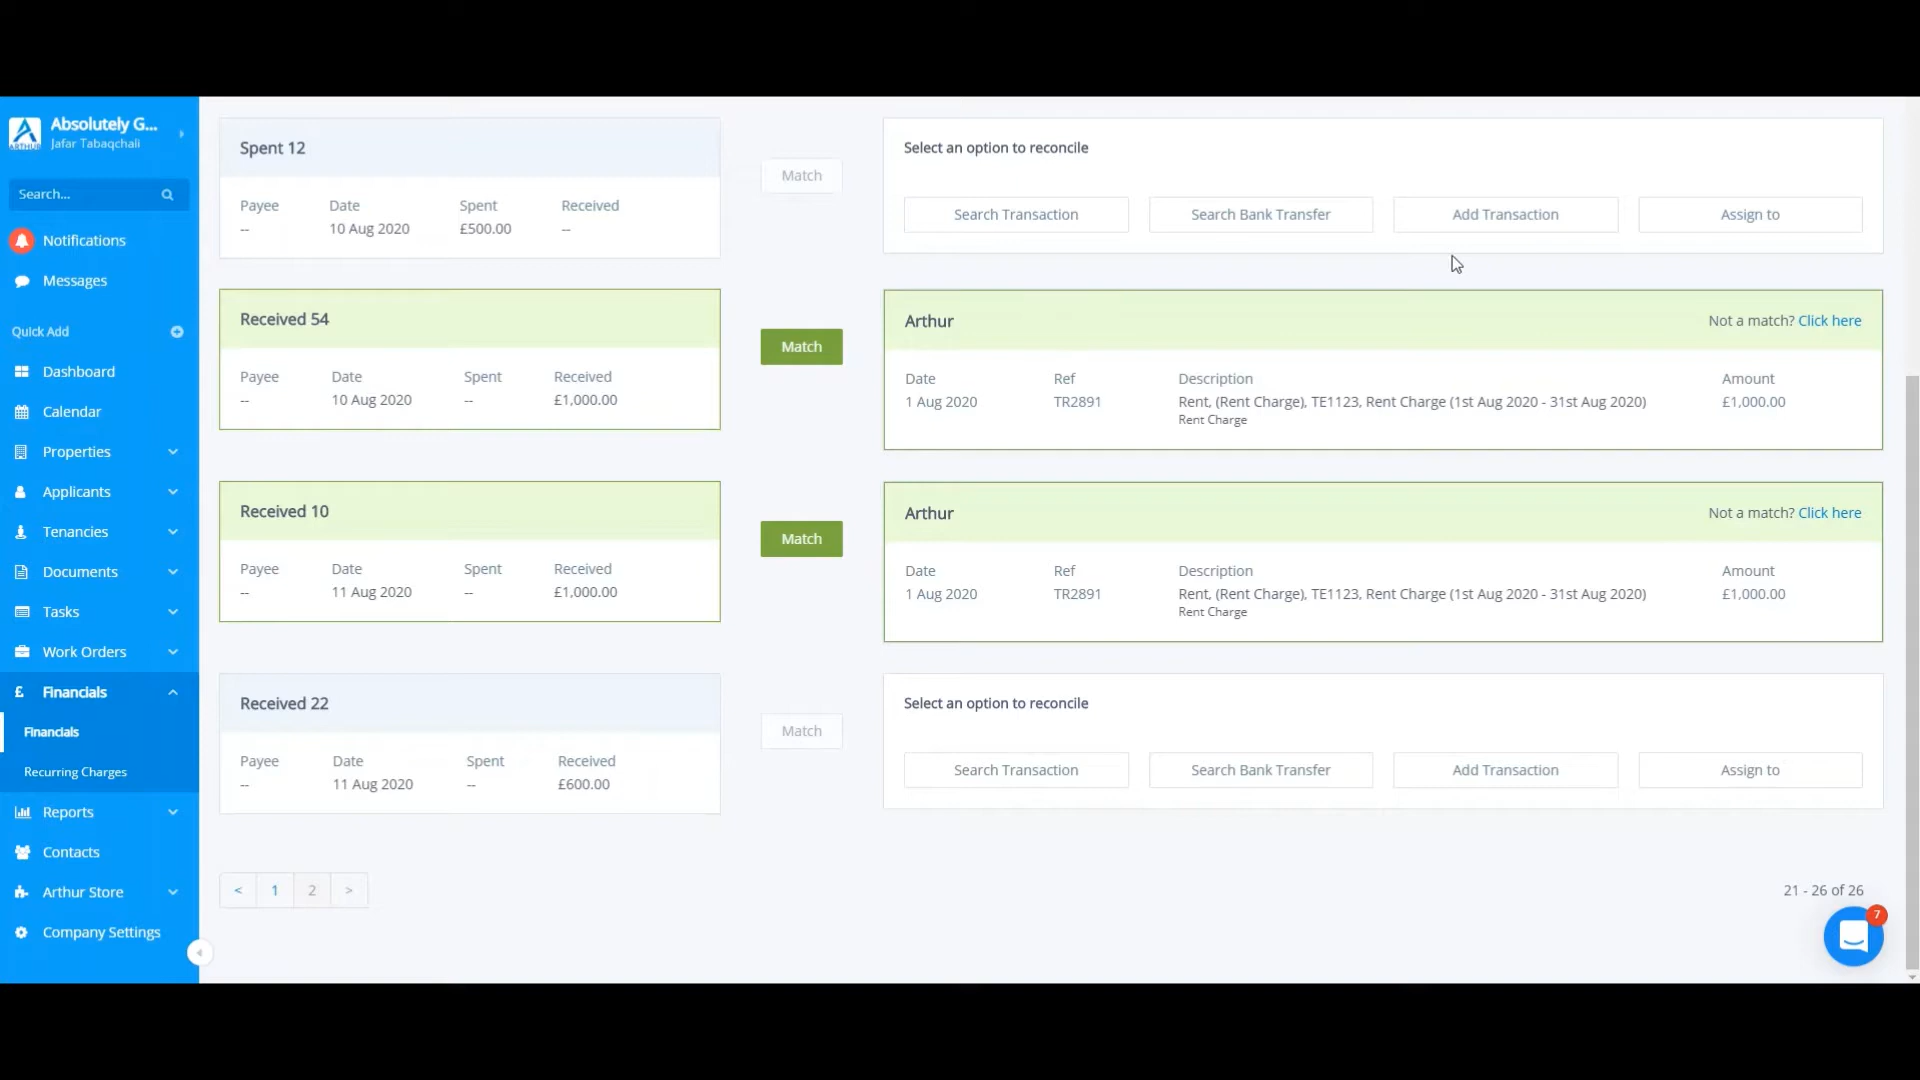 Absolutely G...
Jafar Tabaqchali
ARTHUR
Search...
Notifications
Messages
Quick Add
Dashboard
Calendar
Properties
Applicants
Tenancies
Documents
Tasks
Work Orders
£ Financials
Financials
Recurring Charges
Reports
Contacts
Arthur Store
Company Settings
Spent 12
Payee Date Spent Received
-- 10 Aug 2020 £500.00 --
Match
Select an option to reconcile
Search Transaction Search Bank Transfer Add Transaction Assign to
Received 54
Payee Date Spent Received
-- 10 Aug 2020 -- £1,000.00
Match
Arthur Not a match? Click here
Date Ref Description Amount
1 Aug 2020 TR2891 Rent, (Rent Charge), TE1123, Rent Charge (1st Aug 2020 - 31st Aug 2020) £1,000.00
Rent Charge
Received 10
Payee Date Spent Received
-- 11 Aug 2020 -- £1,000.00
Match
Arthur Not a match? Click here
Date Ref Description Amount
1 Aug 2020 TR2891 Rent, (Rent Charge), TE1123, Rent Charge (1st Aug 2020 - 31st Aug 2020) £1,000.00
Rent Charge
Received 22
Payee Date Spent Received
-- 11 Aug 2020 -- £600.00
Match
Select an option to reconcile
Search Transaction Search Bank Transfer Add Transaction Assign to
< 1 2 >
21 - 26 of 26
7